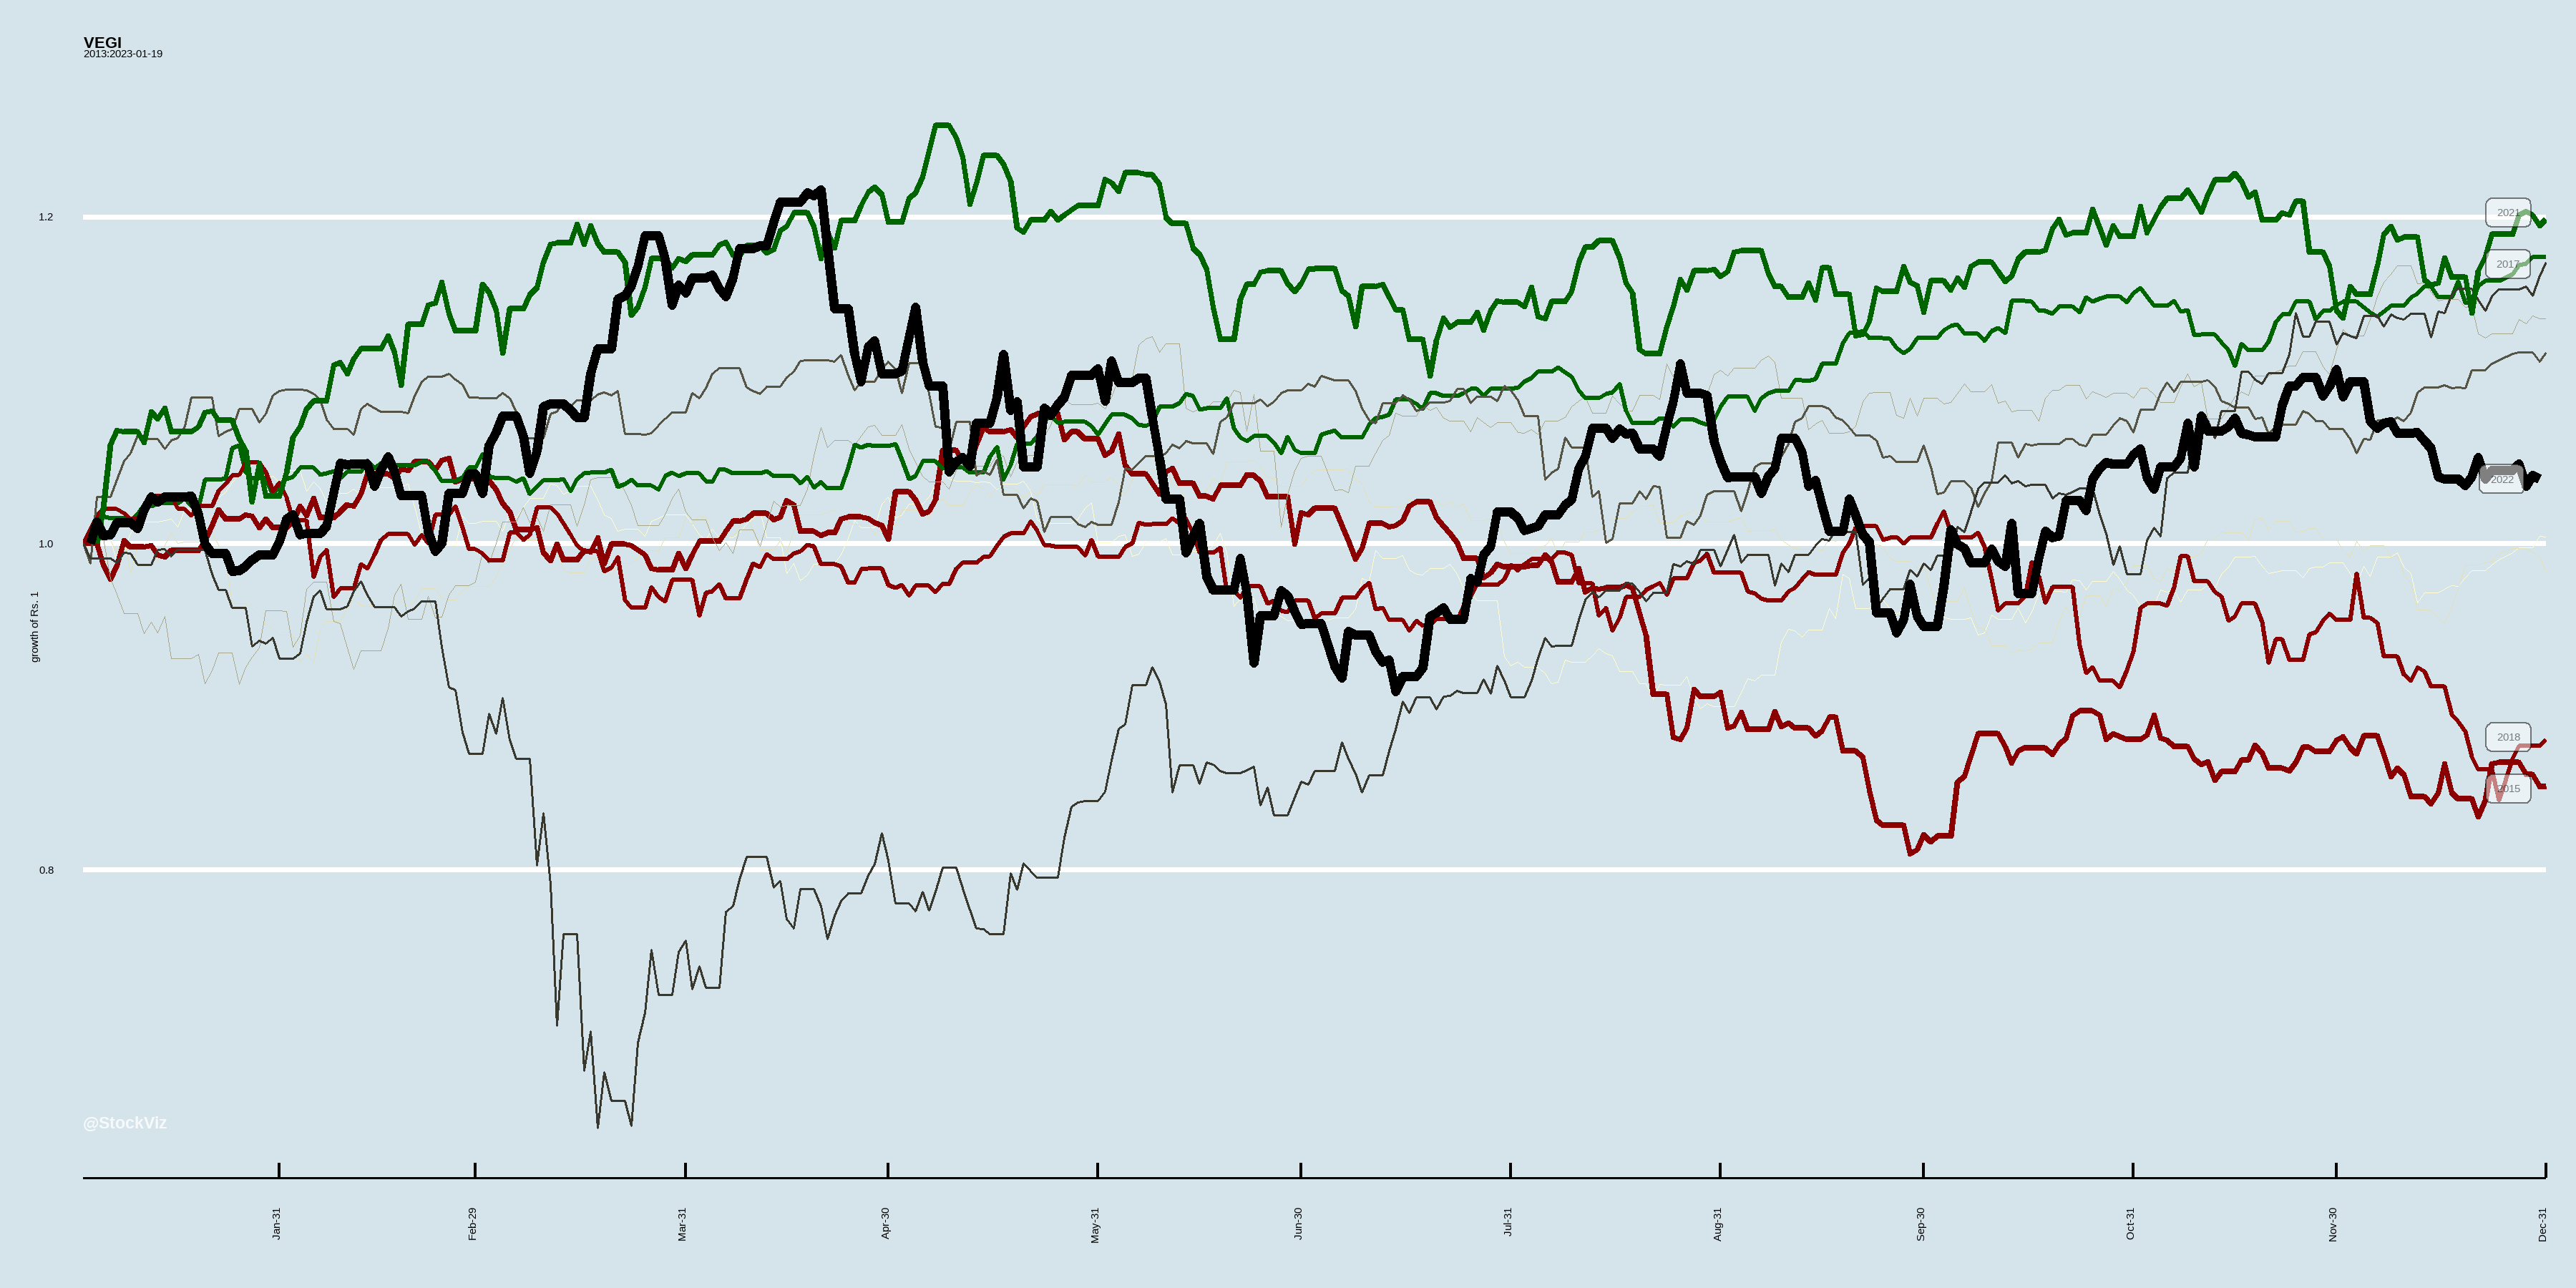 VEGI
2013:2023-01-19
1.0
1.2
1.0
0.8
growth of Rs. 1
2021
2017
2022
2018
2015
@StockViz
Jan-31
Feb-29
Mar-31
Apr-30
May-31
Jun-30
Jul-31
Aug-31
Sep-30
Oct-31
Nov-30
Dec-31